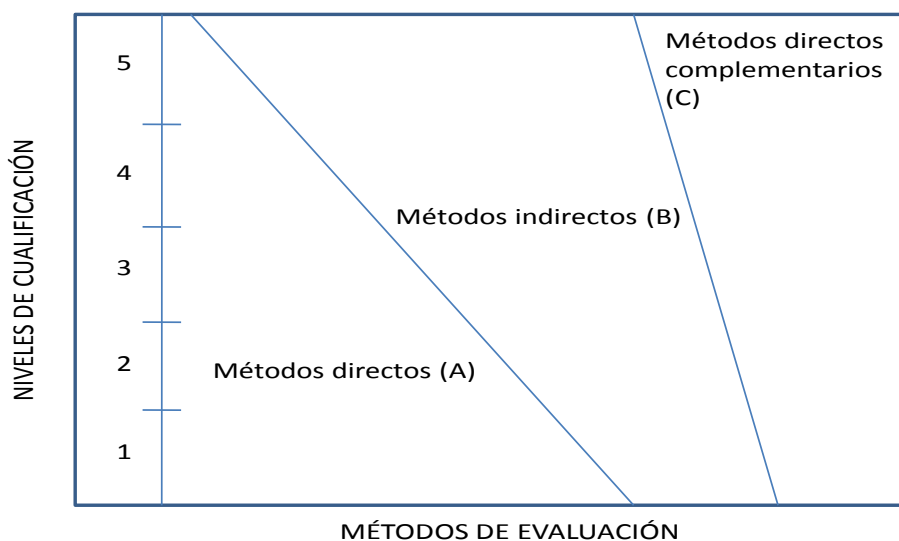 NIVELES DE CUALIFICACIÓN
5
4
3
2
1
Métodos directos
complementarios
(C)
Métodos indirectos (B)
Métodos directos (A)
MÉTODOS DE EVALUACIÓN